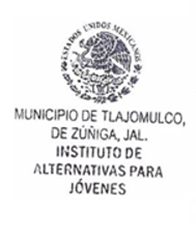 ESTADOS UNIDOS MEXICANOS
MUNICIPIO DE TLAJOMULCO,
DE ZÚÑIGA, JAL.
INSTITUTO DE
ALTERNATIVAS PARA
JÓVENES